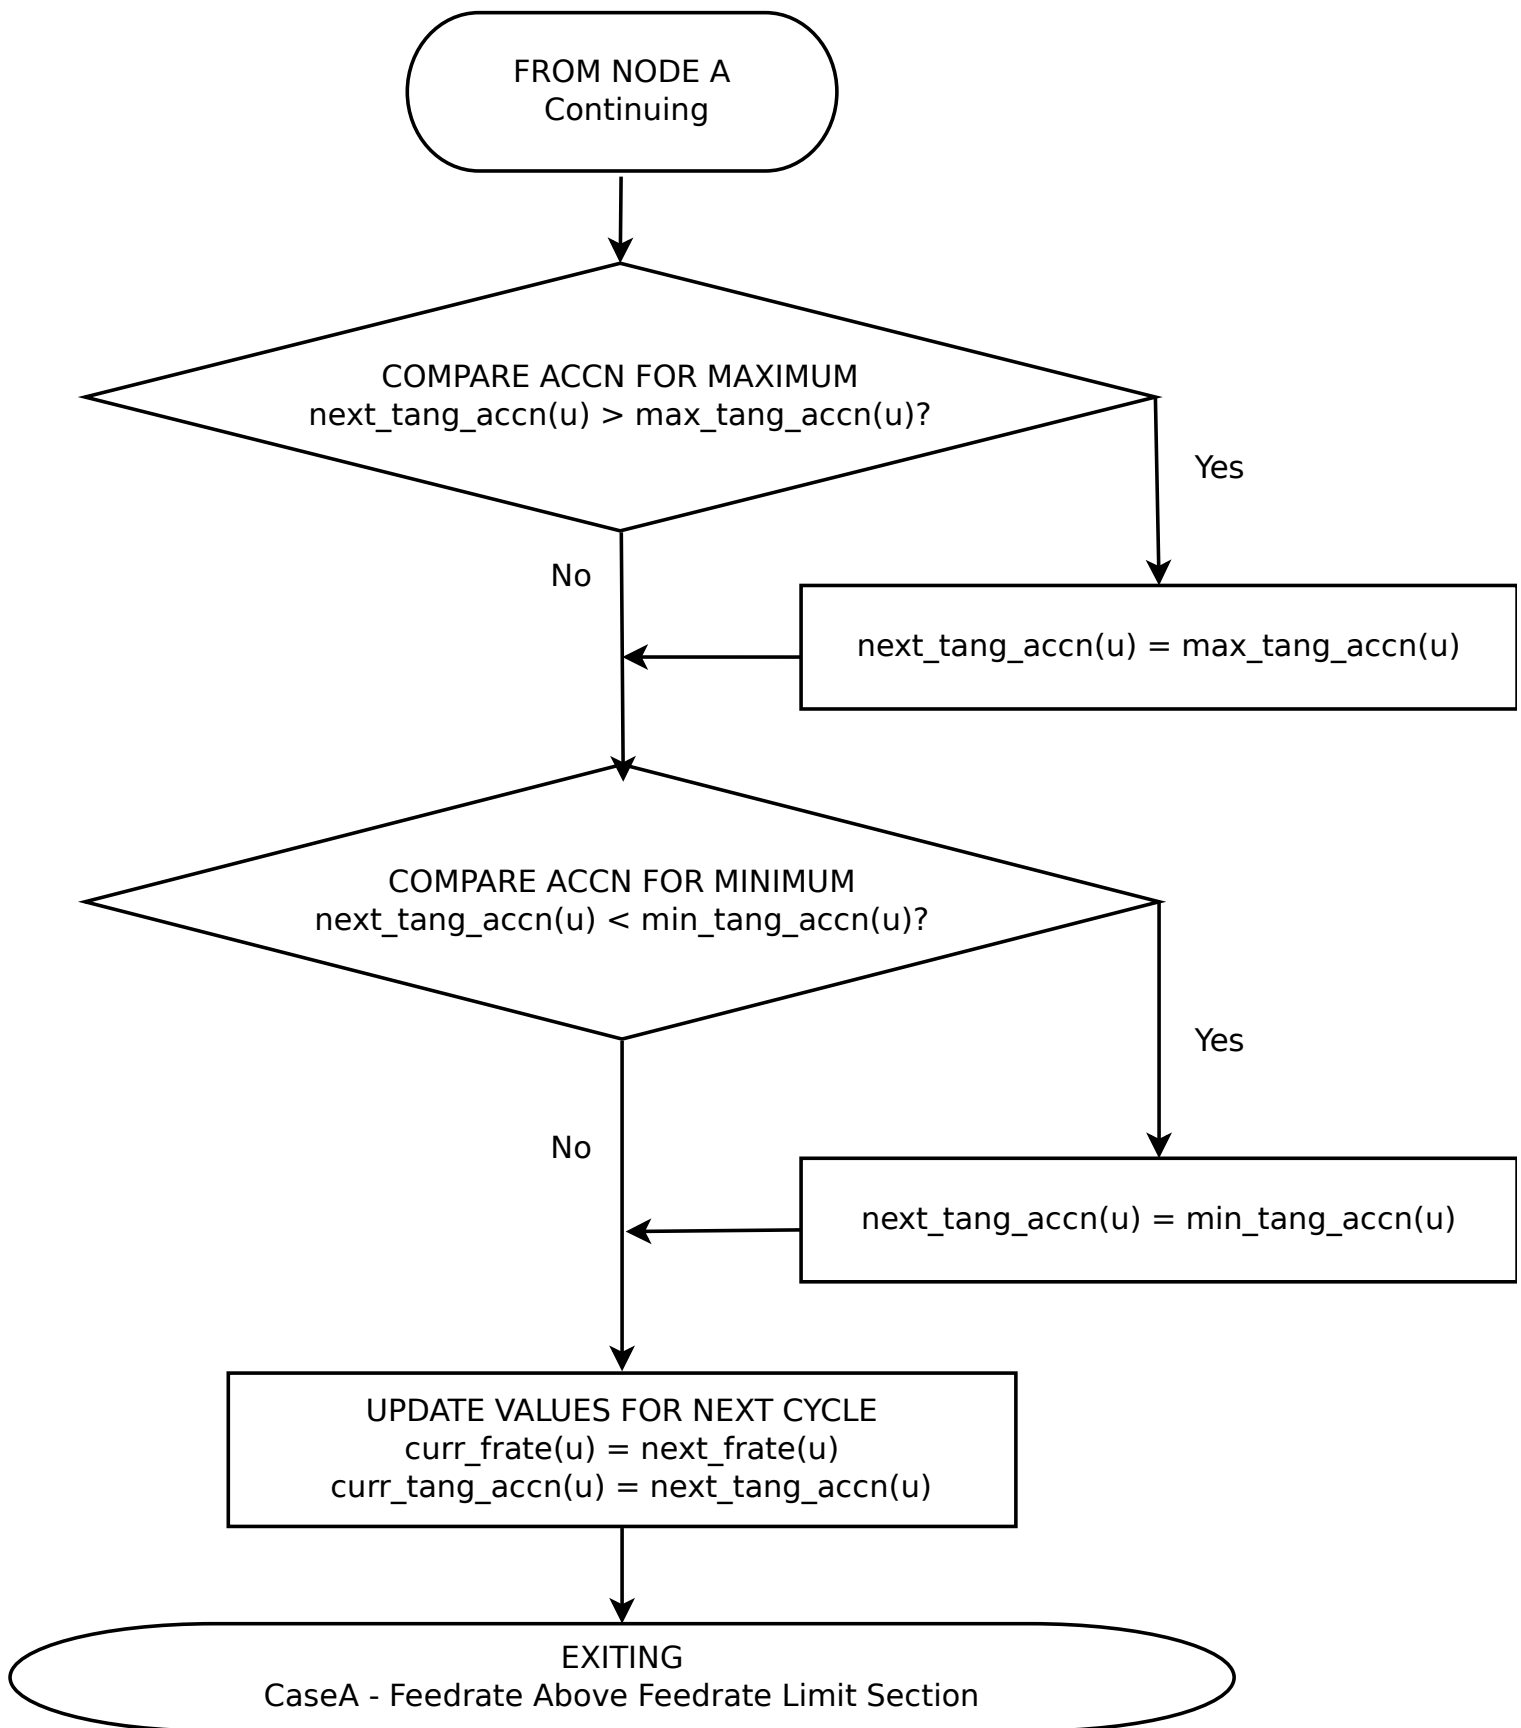 FROM NODE A
Continuing
COMPARE ACCN FOR MAXIMUM
next_tang_accn(u) > max_tang_accn(u)?
Yes
No
next_tang_accn(u) = max_tang_accn(u)
COMPARE ACCN FOR MINIMUM
next_tang_accn(u) < min_tang_accn(u)?
Yes
No
next_tang_accn(u) = min_tang_accn(u)
UPDATE VALUES FOR NEXT CYCLE
curr_frate(u) = next_frate(u)
curr_tang_accn(u) = next_tang_accn(u)
EXITING
CaseA - Feedrate Above Feedrate Limit Section